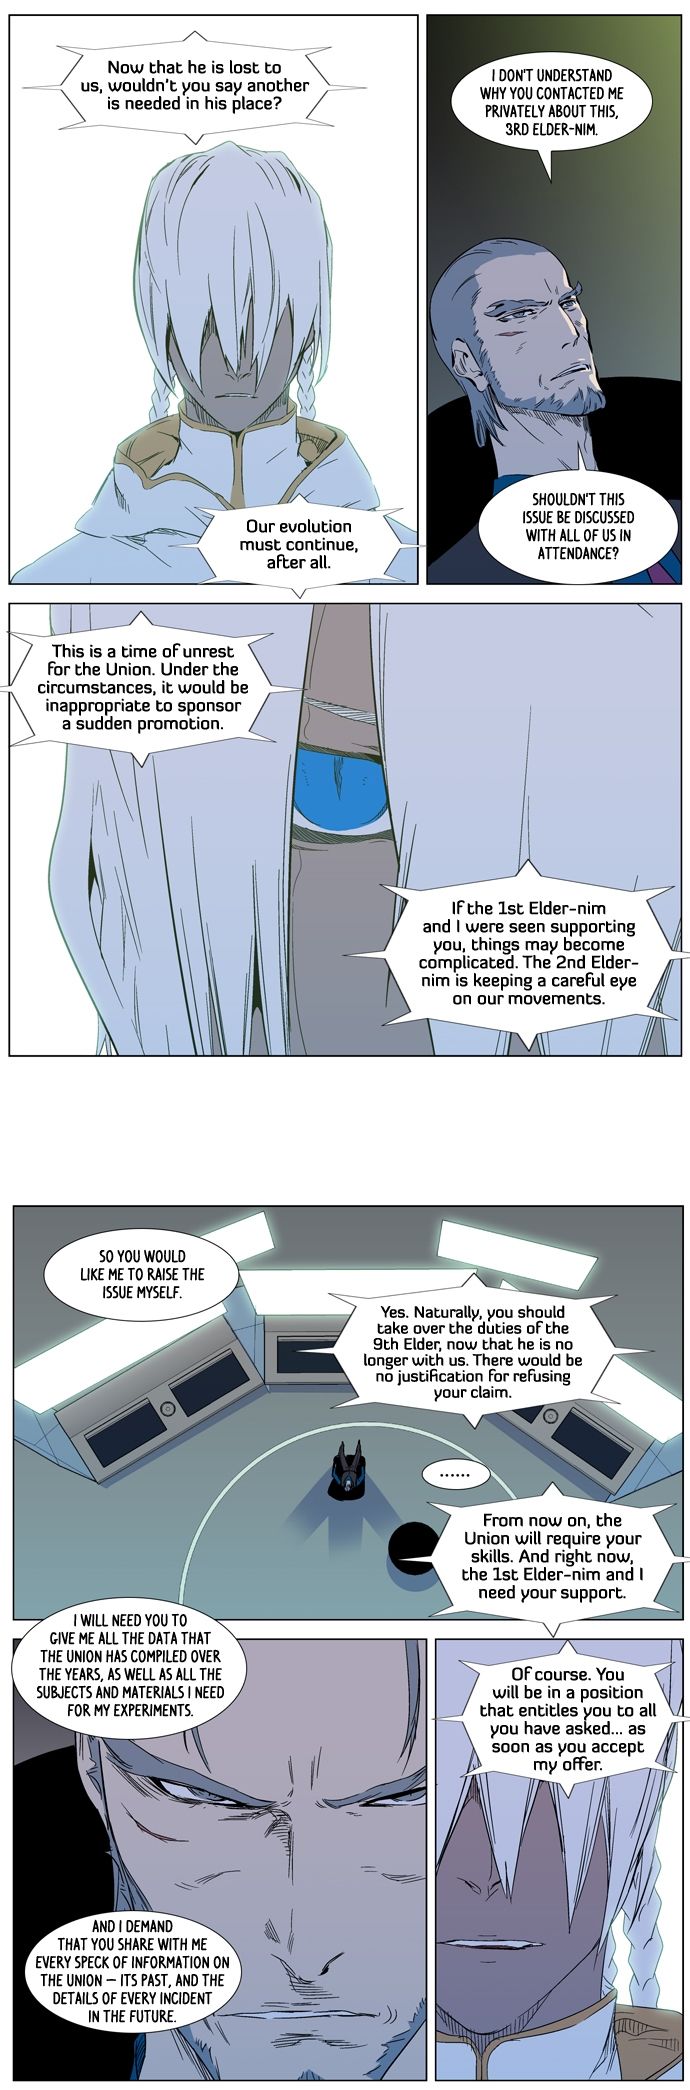 Now that he is lost to
us, wouldn't you say another
is needed in his place?
I DON'T UNDERSTAND
WHY YOU CONTACTED ME
PRIVATELY ABOUT THIS,
3RD ELDER-NIM.
SHOULDN'T THIS
ISSUE BE DISCUSSED
WITH ALL OF US IN
ATTENDANCE?
Our evolution
must continue,
after all.
This is a time of unrest
for the Union. Under the
circumstances, it would be
inappropriate to sponsor
a sudden promotion.
If the 1st Elder-nim
and I were seen supporting
you, things may become
complicated. The 2nd Elder-
nim is keeping a careful eye
on our movements.
SO YOU WOULD
LIKE ME TO RAISE THE
ISSUE MYSELF.
Yes. Naturally, you should
take over the duties of the
9th Elder, now that he is no
longer with us. There would be
no justification for refusing
your claim.
......
From now on, the
Union will require your
skills. And right now,
the 1st Elder-nim and I
need your support.
I WILL NEED YOU TO
GIVE ME ALL THE DATA THAT
THE UNION HAS COMPILED OVER
THE YEARS, AS WELL AS ALL THE
SUBJECTS AND MATERIALS I NEED
FOR MY EXPERIMENTS.
AND I DEMAND
THAT YOU SHARE WITH ME
EVERY SPECK OF INFORMATION ON
THE UNION – ITS PAST, AND THE
DETAILS OF EVERY INCIDENT
IN THE FUTURE.
Of course. You
will be in a position
that entitles you to all
you have asked... as
soon as you accept
my offer.